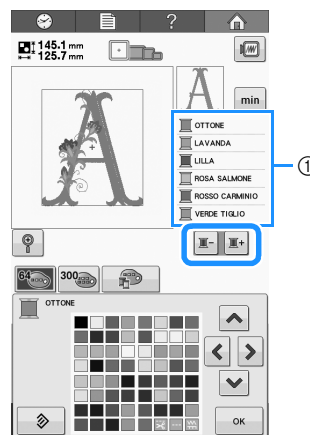 ?
145.1 mm
125.7 mm
A
A
min
OTTONE
LAVANDA
LILLA
ROSA SALMONE
ROSSO CARMINIO
VERDE TIGLIO
①
- +
64 300
OTTONE
OK